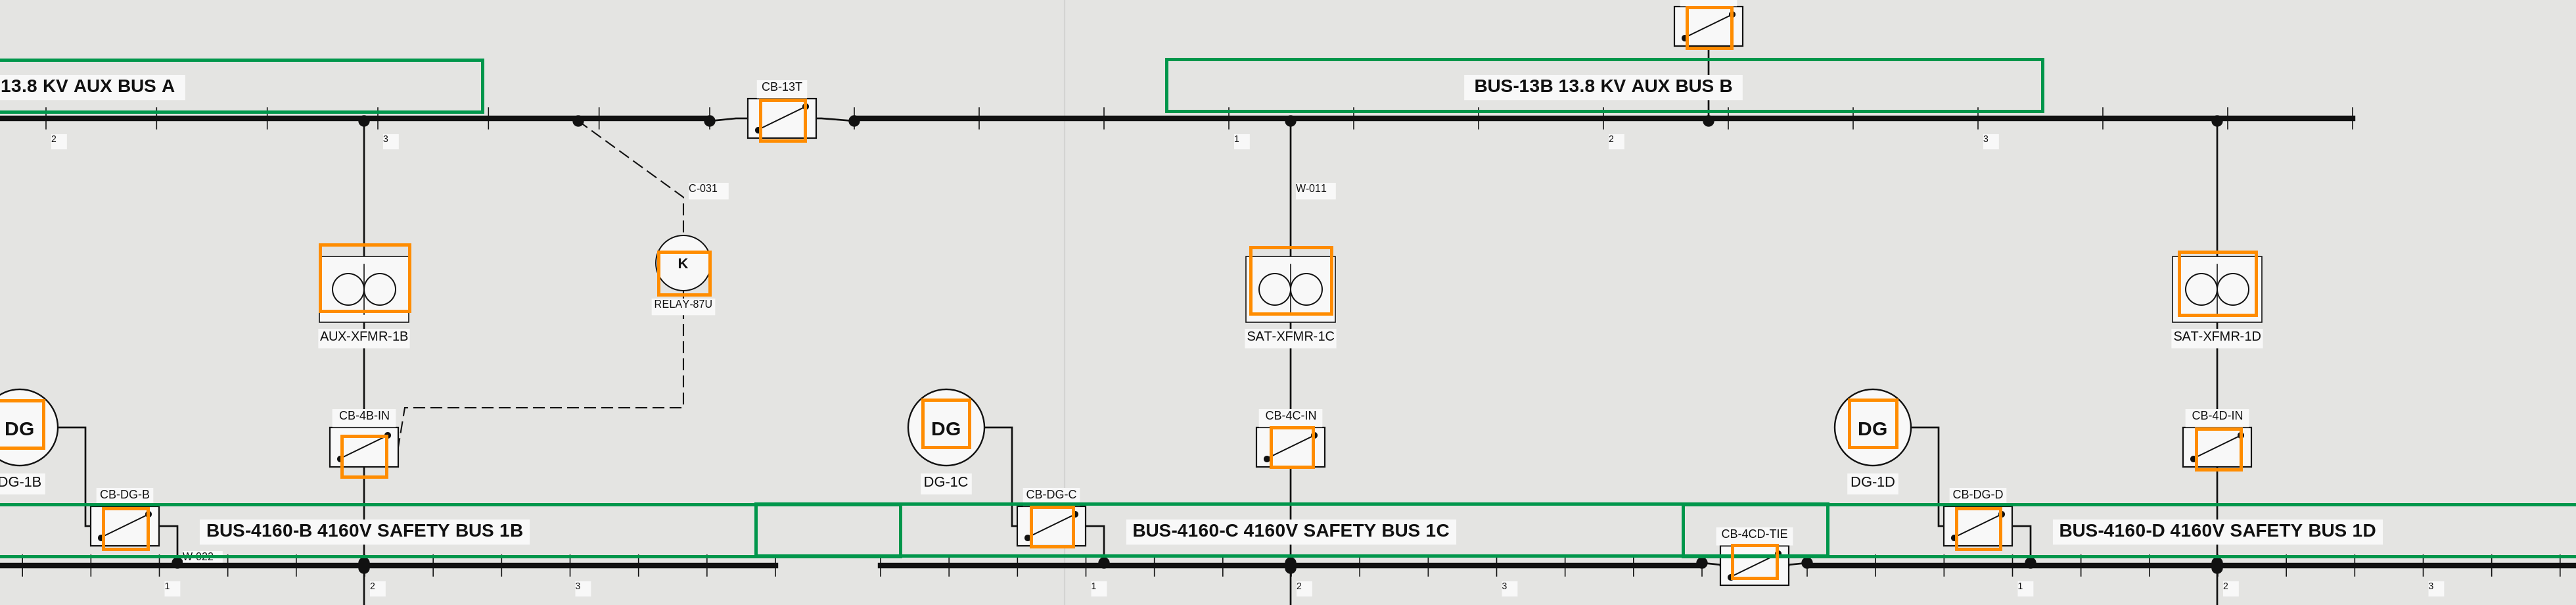 13.8 KV AUX BUS A
CB-13T
BUS-13B 13.8 KV AUX BUS B
2
3
1
2
3
C-031
W-011
K
RELAY-87U
AUX-XFMR-1B
SAT-XFMR-1C
SAT-XFMR-1D
CB-4B-IN
CB-4C-IN
CB-4D-IN
DG
DG
DG
DG-1B
DG-1C
DG-1D
CB-DG-B
CB-DG-C
CB-DG-D
BUS-4160-B 4160V SAFETY BUS 1B
BUS-4160-C 4160V SAFETY BUS 1C
CB-4CD-TIE
BUS-4160-D 4160V SAFETY BUS 1D
W-022
1
2
3
1
2
3
1
2
3